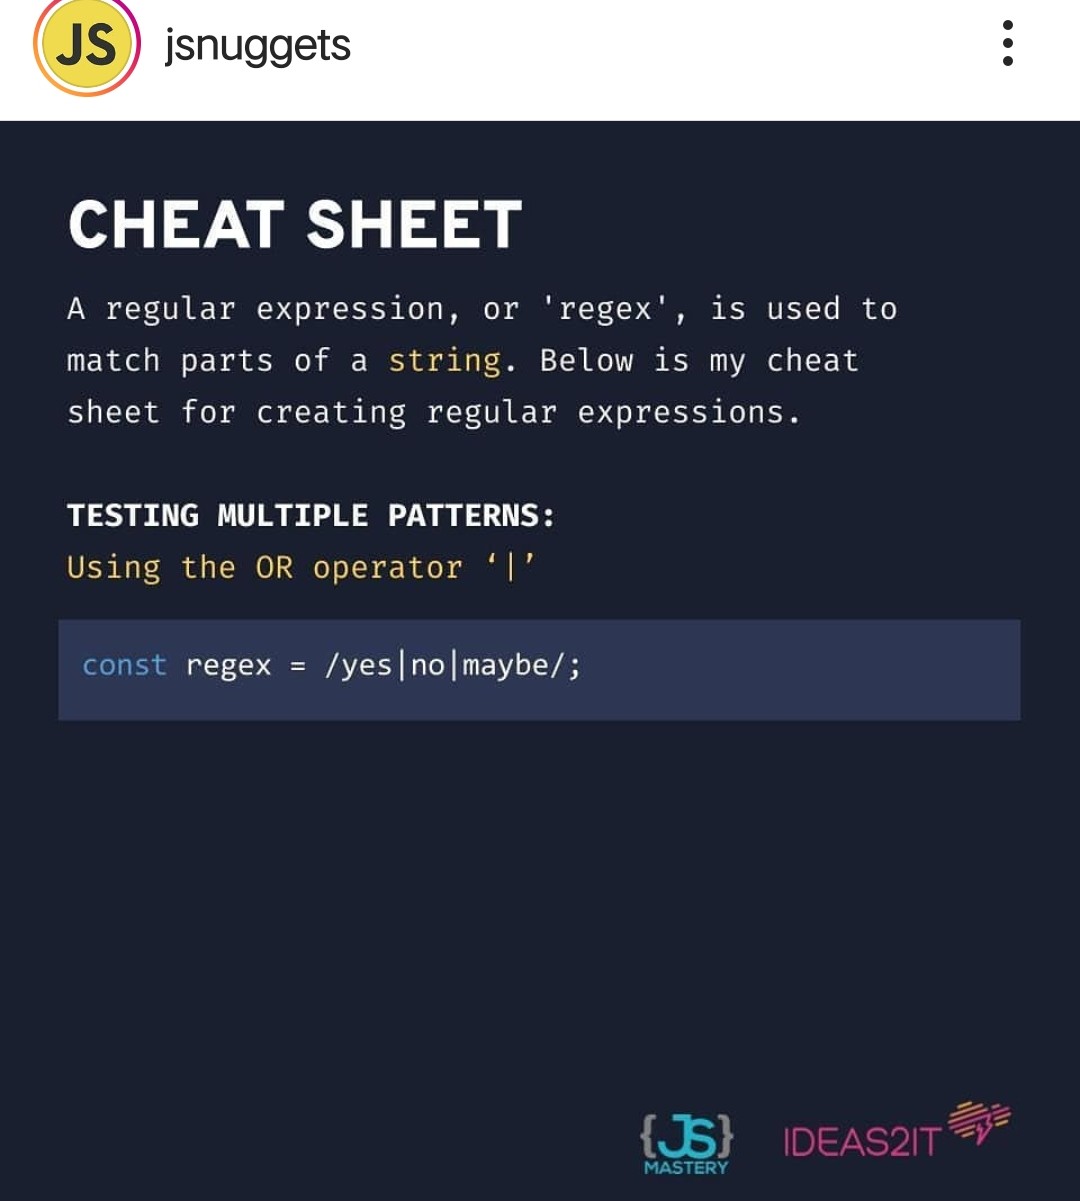 JS jsnuggets
CHEAT SHEET
A regular expression, or 'regex', is used to
match parts of a string. Below is my cheat
sheet for creating regular expressions.
TESTING MULTIPLE PATTERNS:
Using the OR operator ‘|’
const regex = /yes|no|maybe/;
{JS}
MASTERY
IDEAS2IT